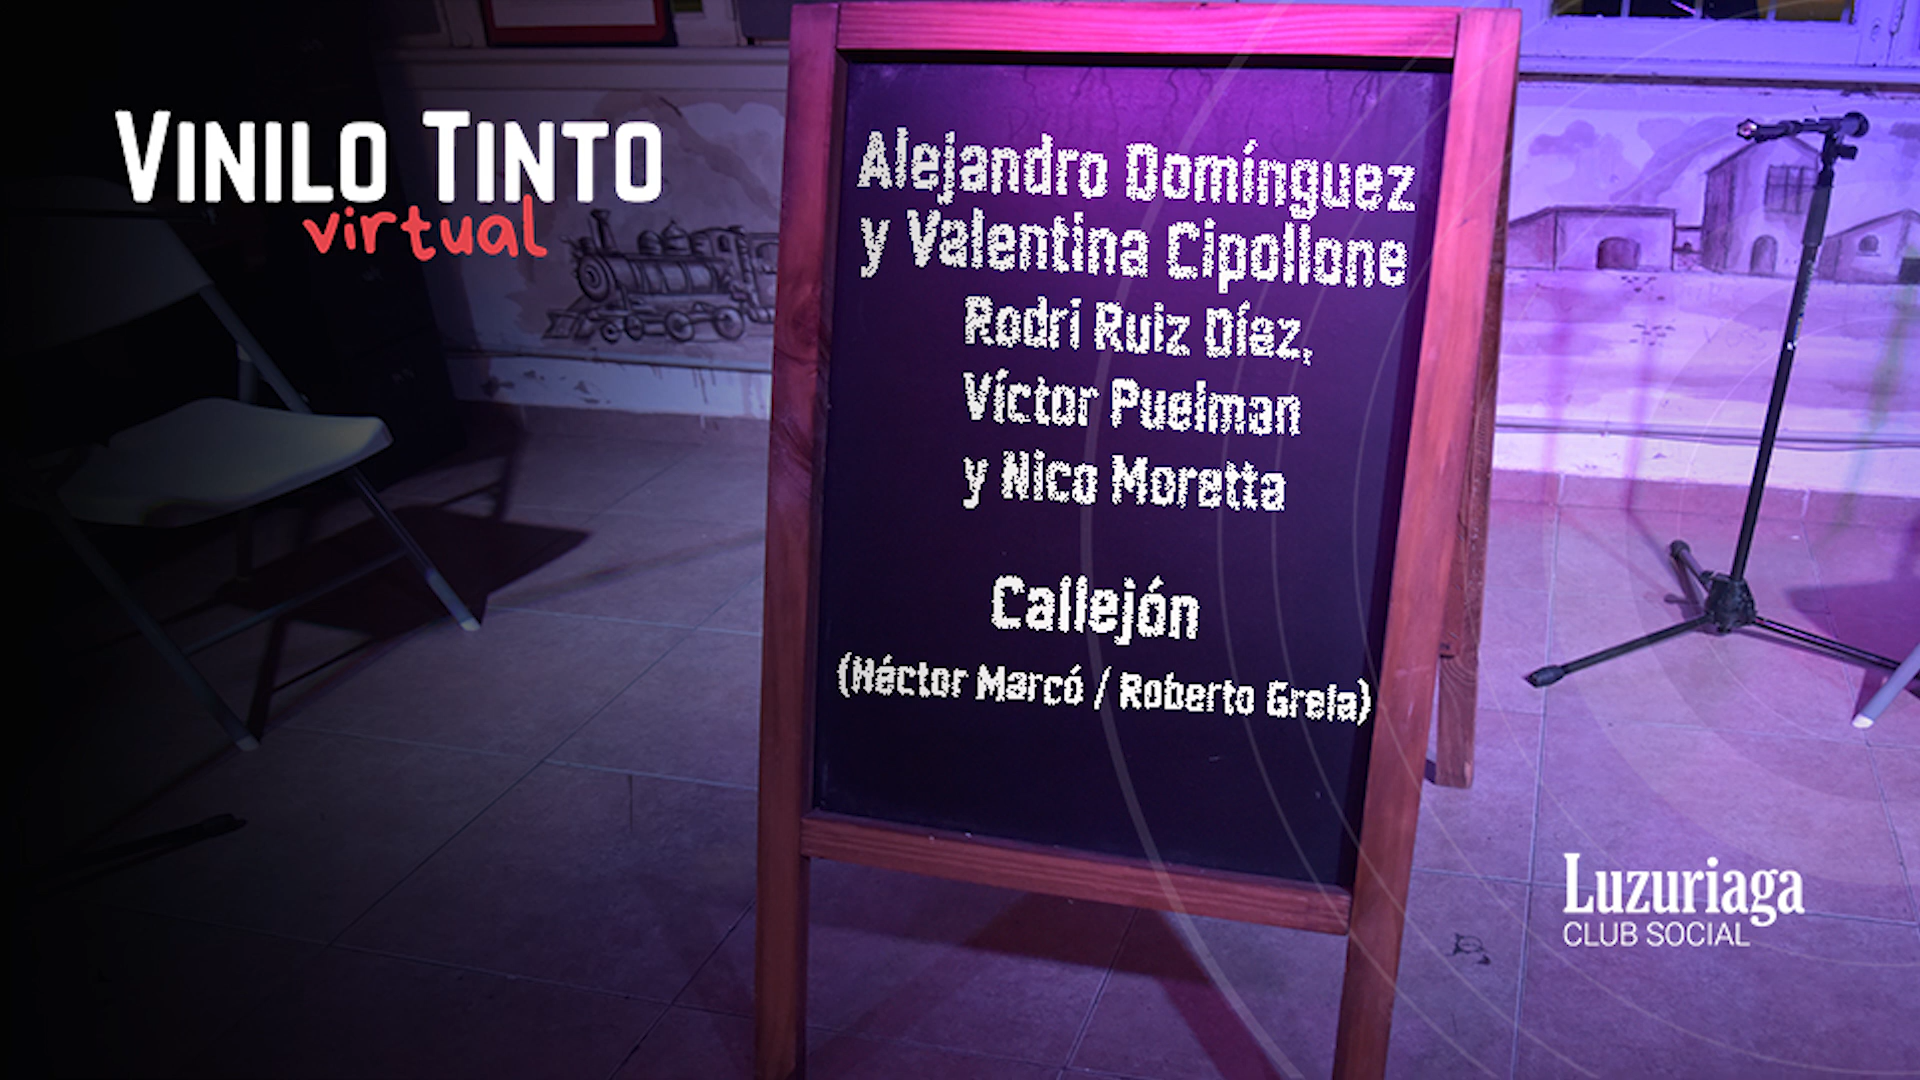 VINILO TINTO
virtual
Alejandro Domínguez
y Valentina Cipollone
Rodri Ruiz Díaz,
Víctor Puelman
y Nico Moretta
Callejón
(Héctor Marcó / Roberto Grela)
Luzuriaga
CLUB SOCIAL